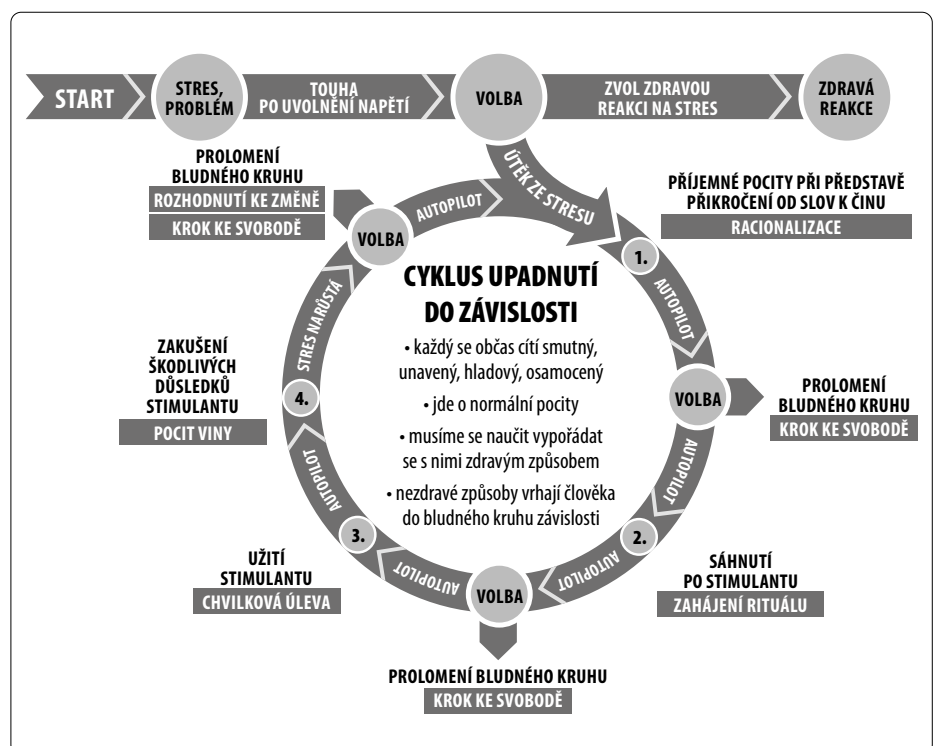 START
STRES,
PROBLÉM
TOUHA
PO UVOLNĚNÍ NAPĚTÍ
VOLBA
ZVOL ZDRAVOU
REAKCI NA STRES
ZDRAVÁ
REAKCE
ÚTĚK ZE STRESU
PŘÍJEMNÉ POCITY PŘI PŘEDSTAVĚ
PŘIKROČENÍ OD SLOV K ČINU
RACIONALIZACE
1.
AUTOPILOT
VOLBA
PROLOMENÍ
BLUDNÉHO KRUHU
KROK KE SVOBODĚ
AUTOPILOT
2.
SÁHNUTÍ
PO STIMULANTU
ZAHÁJENÍ RITUÁLU
AUTOPILOT
VOLBA
PROLOMENÍ BLUDNÉHO KRUHU
KROK KE SVOBODĚ
AUTOPILOT
3.
UŽITÍ
STIMULANTU
CHVILKOVÁ ÚLEVA
AUTOPILOT
4.
ZAKUŠENÍ
ŠKODLIVÝCH
DŮSLEDKŮ
STIMULANTU
POCIT VINY
STRES NARŮSTÁ
VOLBA
PROLOMENÍ
BLUDNÉHO KRUHU
ROZHODNUTÍ KE ZMĚNĚ
KROK KE SVOBODĚ
AUTOPILOT
CYKLUS UPADNUTÍ
DO ZÁVISLOSTI
• každý se občas cítí smutný,
unavený, hladový, osamocený
• jde o normální pocity
• musíme se naučit vypořádat
se s nimi zdravým způsobem
• nezdravé způsoby vrhají člověka
do bludného kruhu závislosti